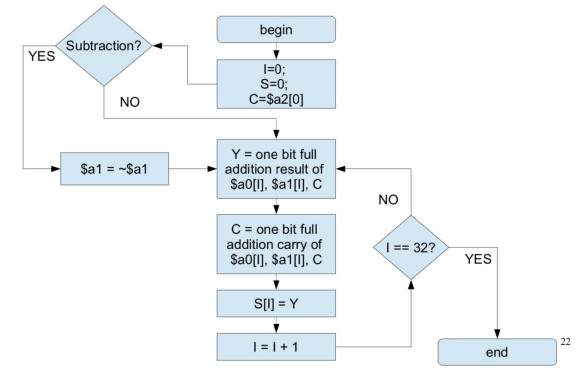 begin
I=0;
S=0;
C=$a2[0]
Subtraction?
YES
NO
$a1 = ~$a1
Y = one bit full
addition result of
$a0[I], $a1[I], C
C = one bit full
addition carry of
$a0[I], $a1[I], C
S[I] = Y
I = I + 1
I == 32?
NO
YES
end
22